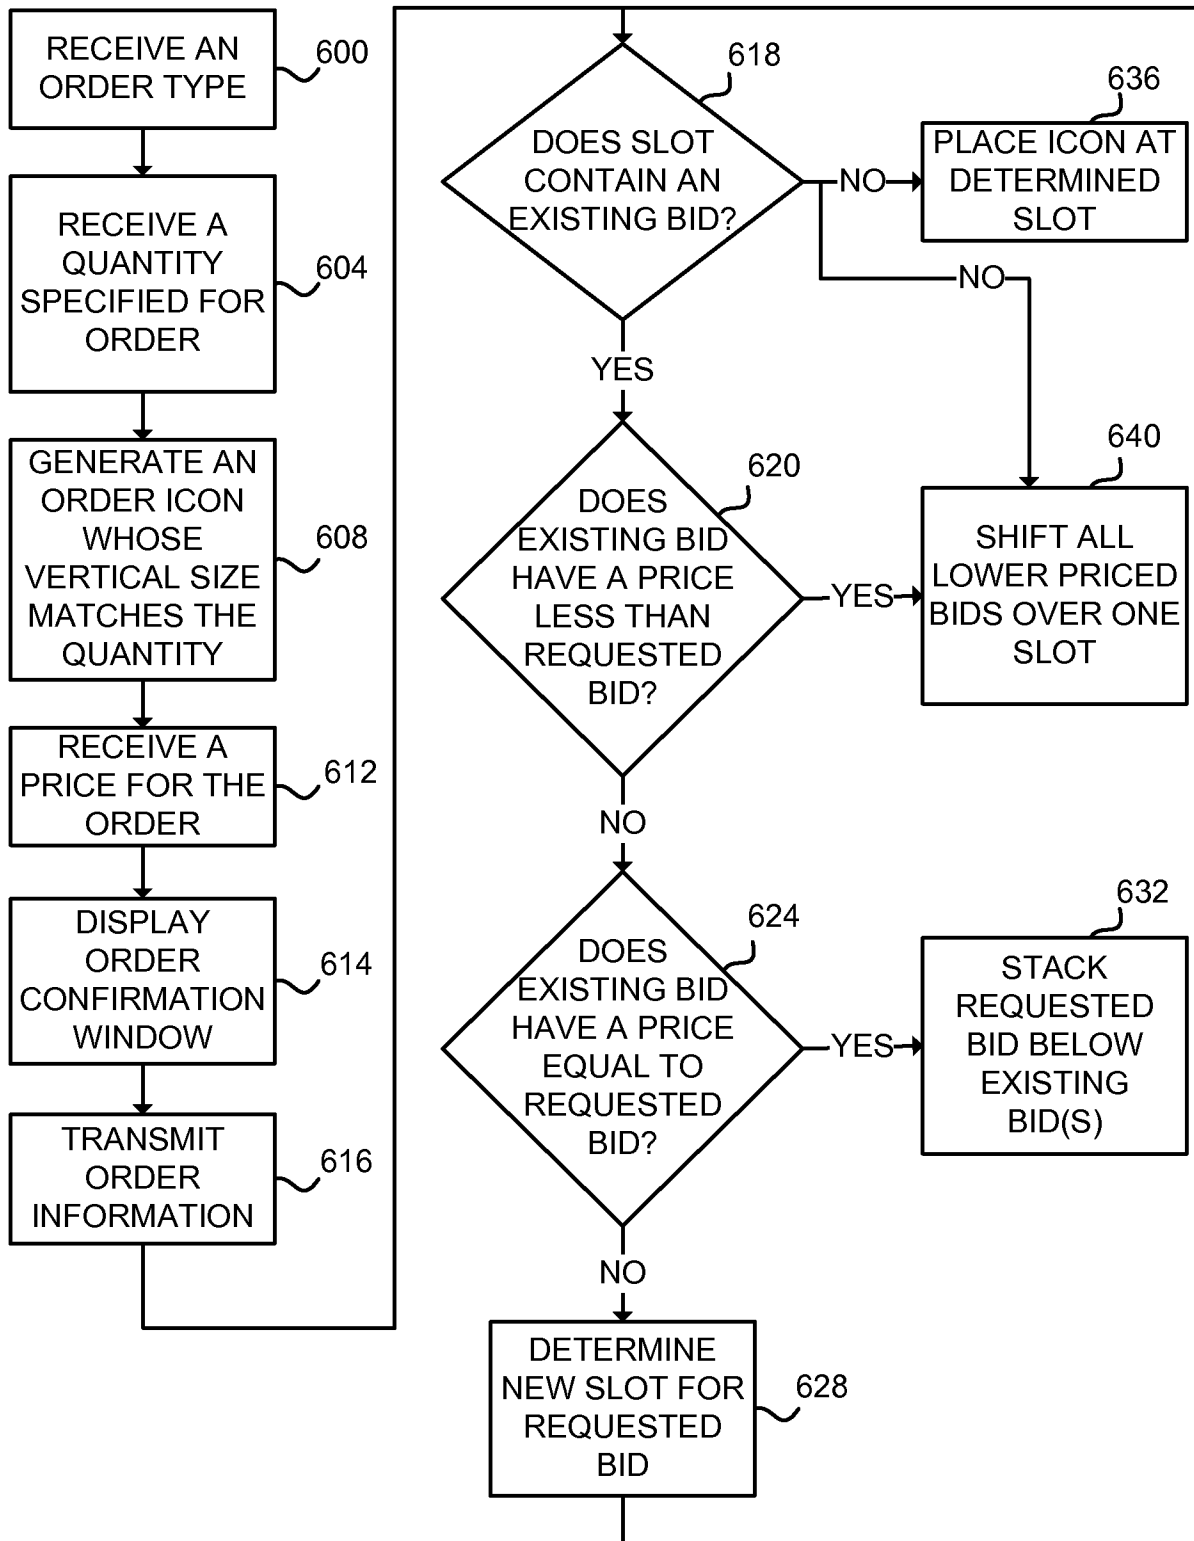 RECEIVE AN
ORDER TYPE
600
RECEIVE A
QUANTITY
SPECIFIED FOR
ORDER
604
GENERATE AN
ORDER ICON
WHOSE
VERTICAL SIZE
MATCHES THE
QUANTITY
608
RECEIVE A
PRICE FOR THE
ORDER
612
DISPLAY
ORDER
CONFIRMATION
WINDOW
614
TRANSMIT
ORDER
INFORMATION
616
DOES SLOT
CONTAIN AN
EXISTING BID?
618
NO
PLACE ICON AT
DETERMINED
SLOT
636
NO
YES
DOES
EXISTING BID
HAVE A PRICE
LESS THAN
REQUESTED
BID?
620
YES
SHIFT ALL
LOWER PRICED
BIDS OVER ONE
SLOT
640
NO
DOES
EXISTING BID
HAVE A PRICE
EQUAL TO
REQUESTED
BID?
624
YES
STACK
REQUESTED
BID BELOW
EXISTING
BID(S)
632
NO
DETERMINE
NEW SLOT FOR
REQUESTED
BID
628